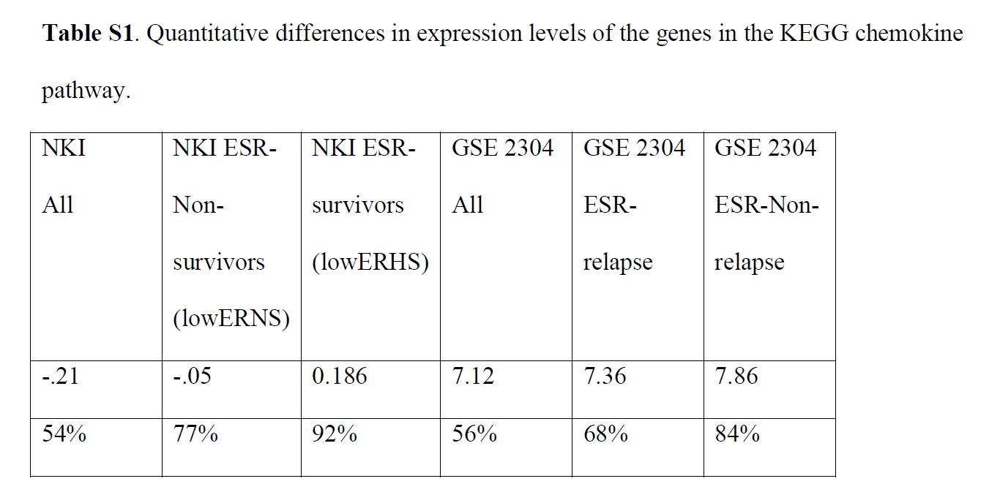 Table S1. Quantitative differences in expression levels of the genes in the KEGG chemokine
pathway.
NKI
All
NKI ESR-
Non-
survivors
(lowERNS)
NKI ESR-
survivors
(lowERHS)
GSE 2304
All
GSE 2304
ESR-
relapse
GSE 2304
ESR-Non-
relapse
-.21
-.05
0.186
7.12
7.36
7.86
54%
77%
92%
56%
68%
84%